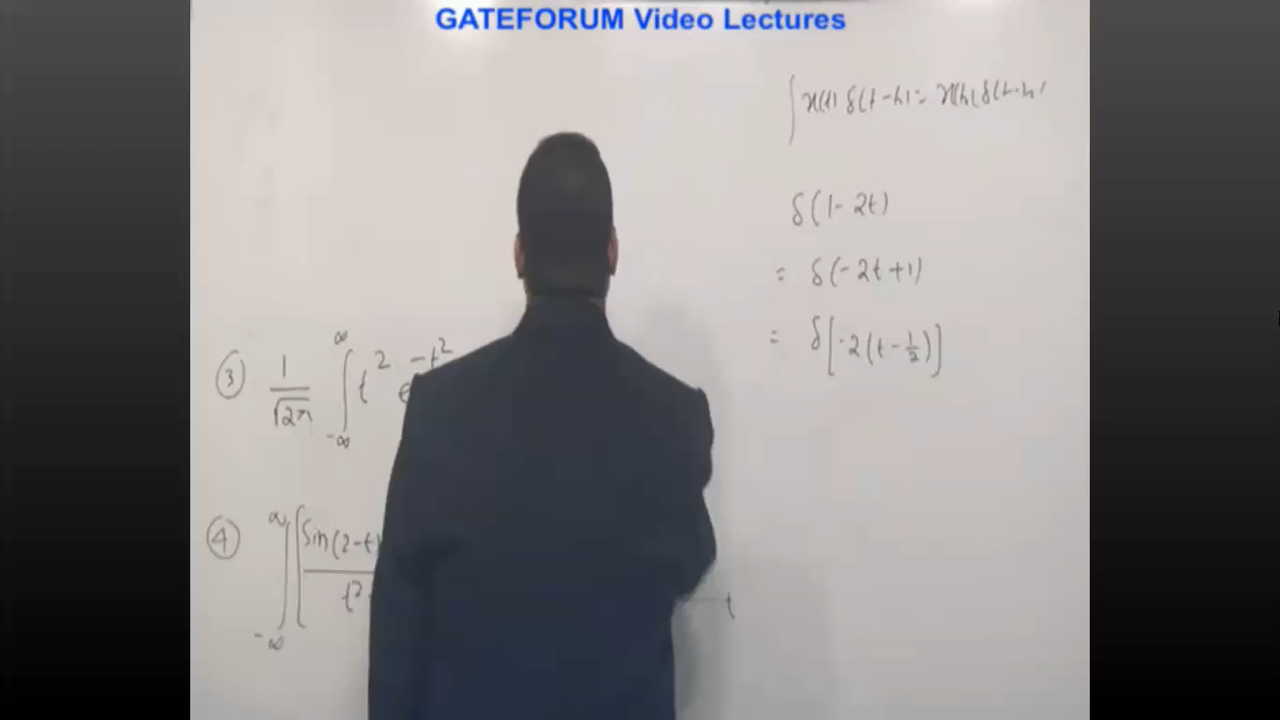 GATEFORUM Video Lectures
∫ x(t) δ(t-t₀) = x(t₀) δ(t-t₀)
δ(1-2t)
= δ(-2t+1)
= δ[-2(t-1/2)]
③ 1/√2π ∫_{-∞}^{∞} t² e^{-t²}
④ ∫_{-∞}^{∞} [sin(2-t) / t²
t